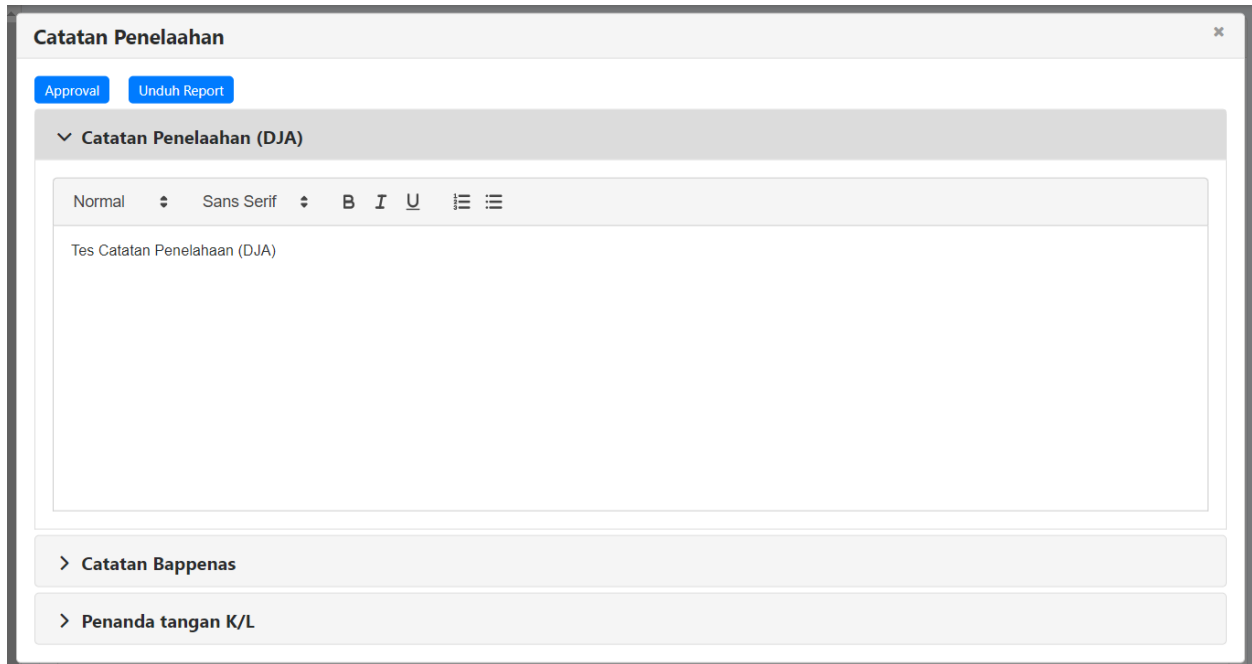 Catatan Penelaahan
Approval Unduh Report
Catatan Penelaahan (DJA)
Normal Sans Serif B I U
Tes Catatan Penelahaan (DJA)
Catatan Bappenas
Penanda tangan K/L